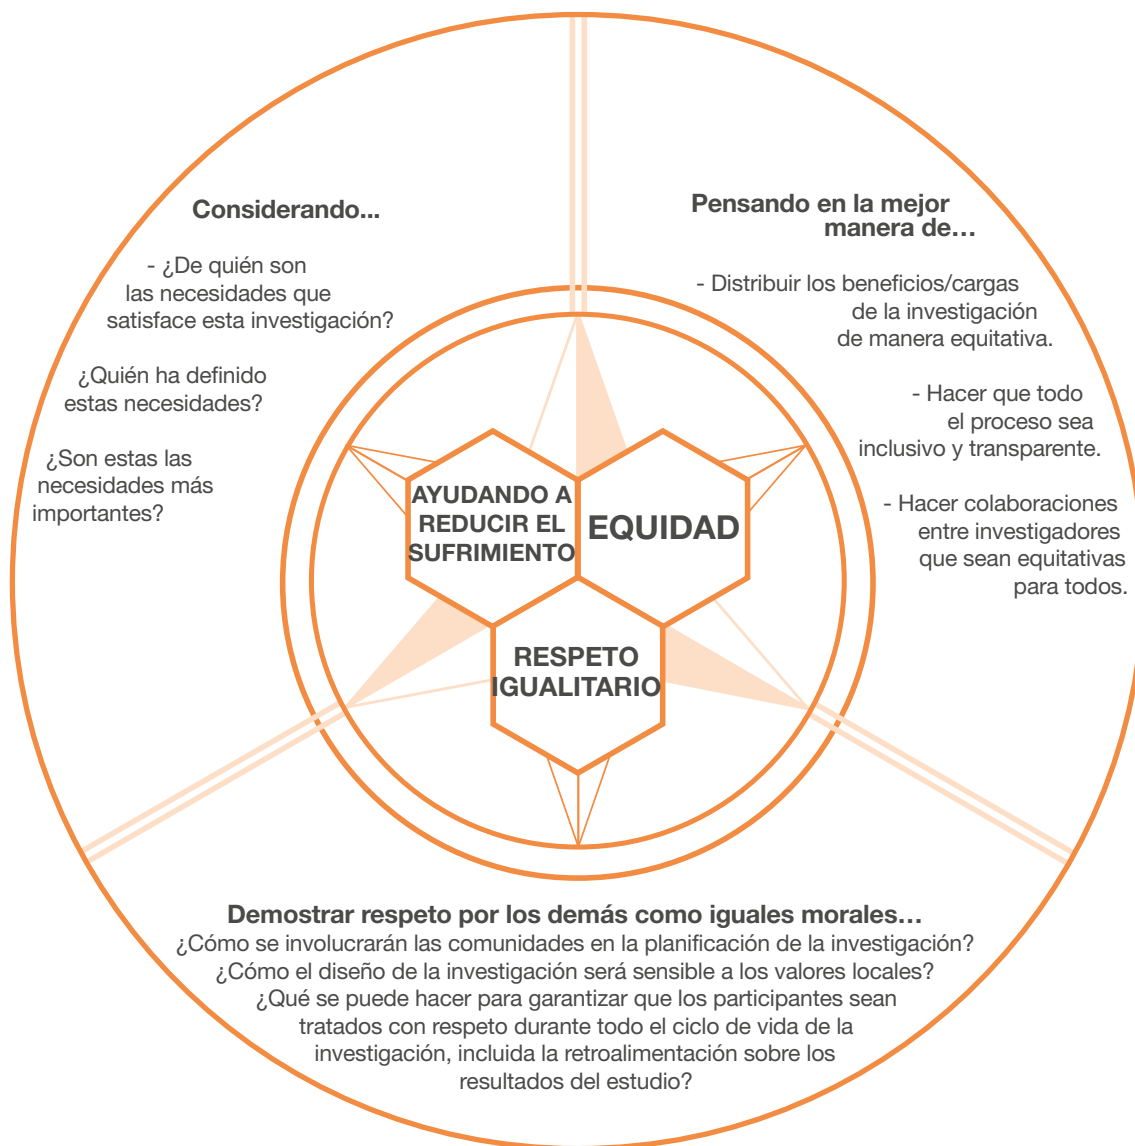 Considerando...
- ¿De quién son
las necesidades que
satisface esta investigación?
¿Quién ha definido
estas necesidades?
¿Son estas las
necesidades más
importantes?
Pensando en la mejor
manera de…
- Distribuir los beneficios/cargas
de la investigación
de manera equitativa.
- Hacer que todo
el proceso sea
inclusivo y transparente.
- Hacer colaboraciones
entre investigadores
que sean equitativas
para todos.
AYUDANDO A
REDUCIR EL
SUFRIMIENTO
EQUIDAD
RESPETO
IGUALITARIO
Demostrar respeto por los demás como iguales morales…
¿Cómo se involucrarán las comunidades en la planificación de la investigación?
¿Cómo el diseño de la investigación será sensible a los valores locales?
¿Qué se puede hacer para garantizar que los participantes sean
tratados con respeto durante todo el ciclo de vida de la
investigación, incluida la retroalimentación sobre los
resultados del estudio?